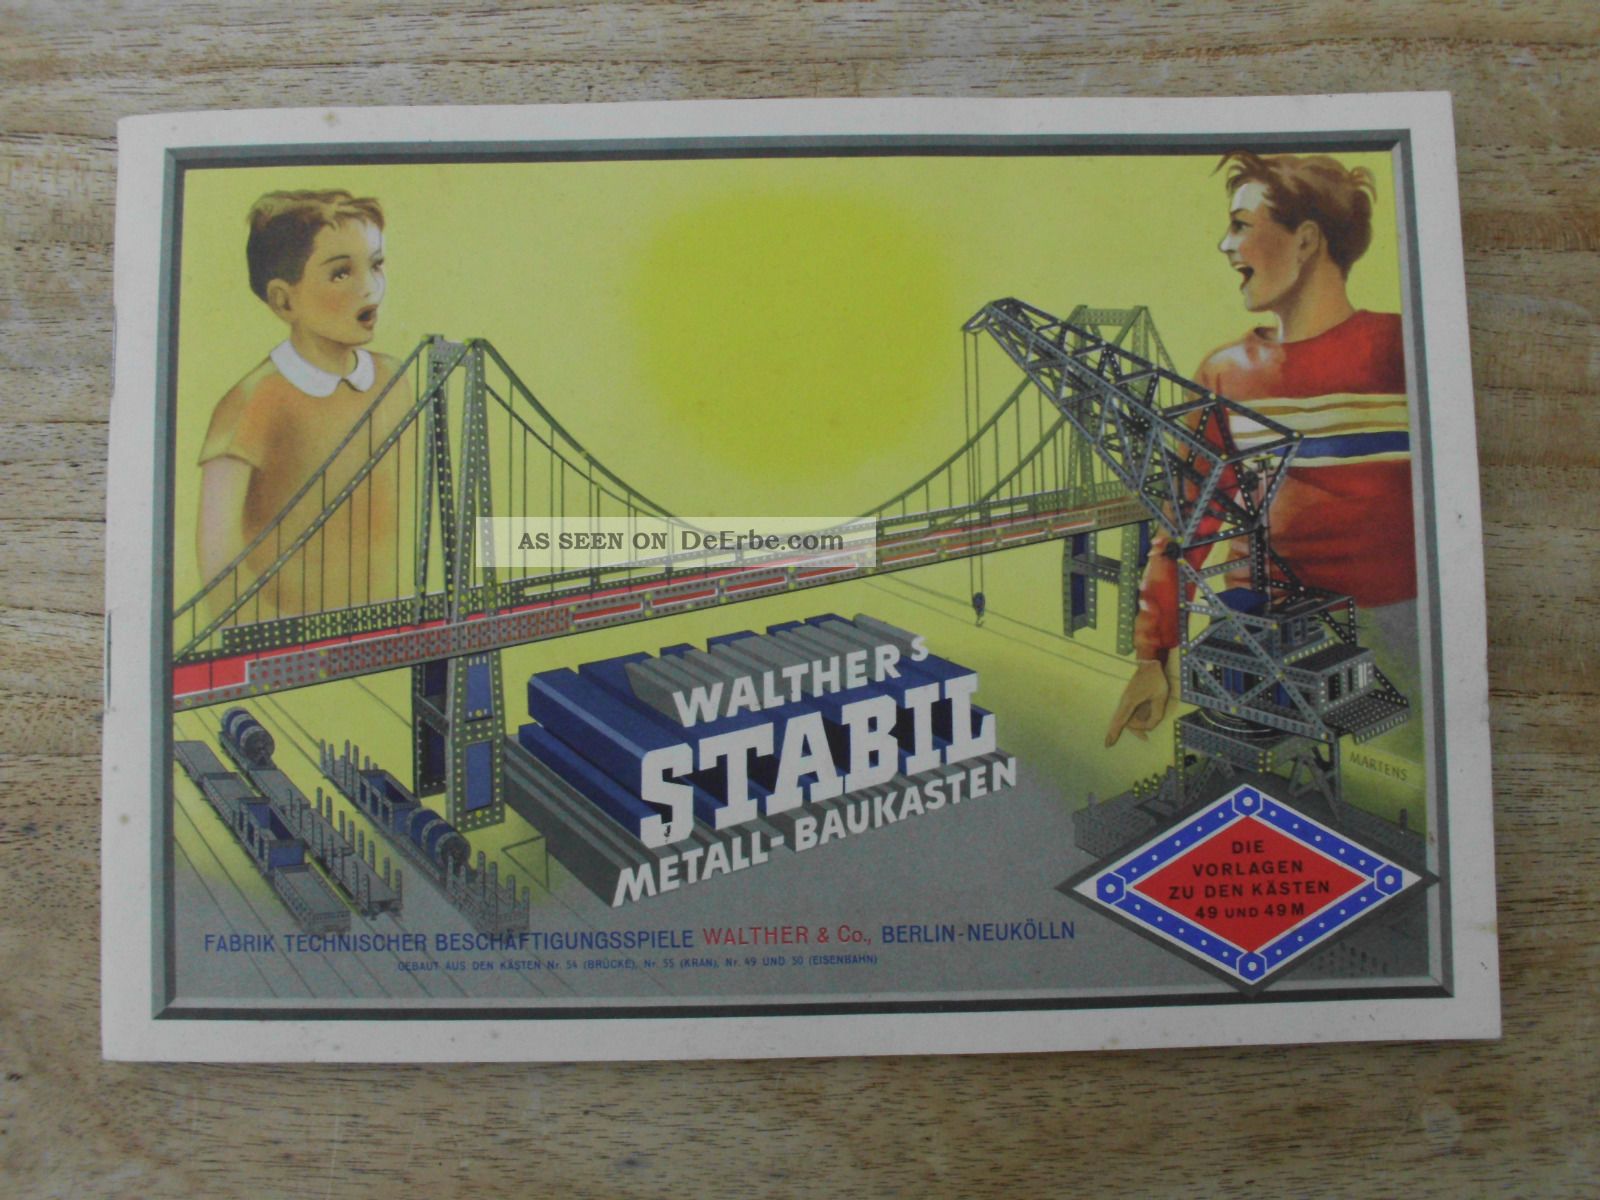 AS SEEN ON DeErbe.com
WALTHERS
STABIL
METALL-BAUKASTEN
MARTENS
DIE
VORLAGEN
ZU DEN KÄSTEN
49 UND 49 M
FABRIK TECHNISCHER BESCHÄFTIGUNGSSPIELE WALTHER & Co., BERLIN-NEUKÖLLN
GEBAUT AUS DEN KÄSTEN Nr. 54 (BRÜCKE), Nr. 55 (KRAN), Nr. 49 UND 50 (EISENBAHN)